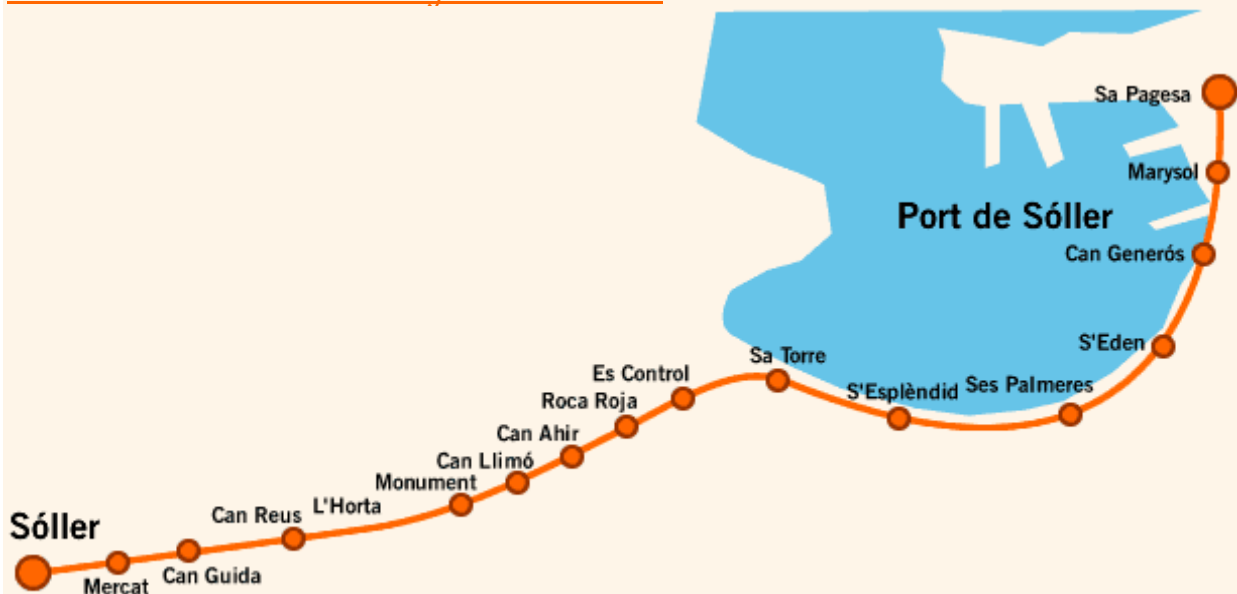 Sa Pagesa
Marysol
Port de Sóller
Can Generós
S'Eden
Sa Torre
Es Control
S'Esplèndid
Ses Palmeres
Roca Roja
Can Ahir
Can Llimó
Monument
L'Horta
Can Reus
Sóller
Can Guida
Mercat